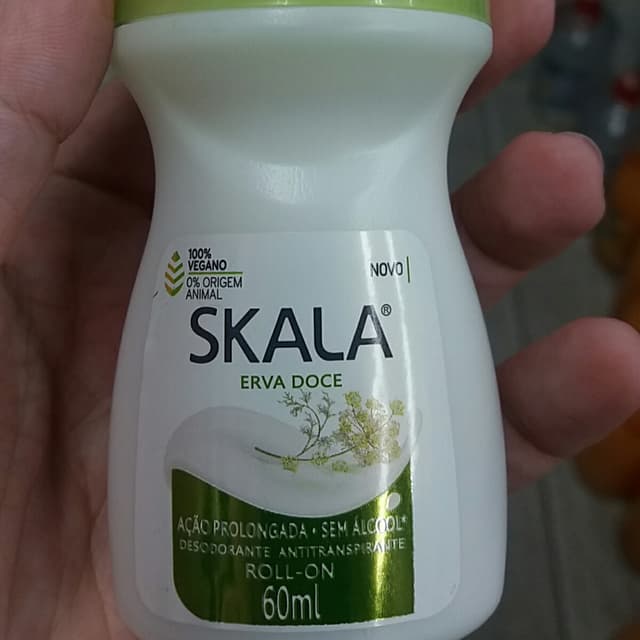 100%
VEGANO
0% ORIGEM
ANIMAL
NOVO
SKALA®
ERVA DOCE
AÇÃO PROLONGADA • SEM ÁLCOOL*
DESODORANTE ANTITRANSPIRANTE
ROLL-ON
60ml